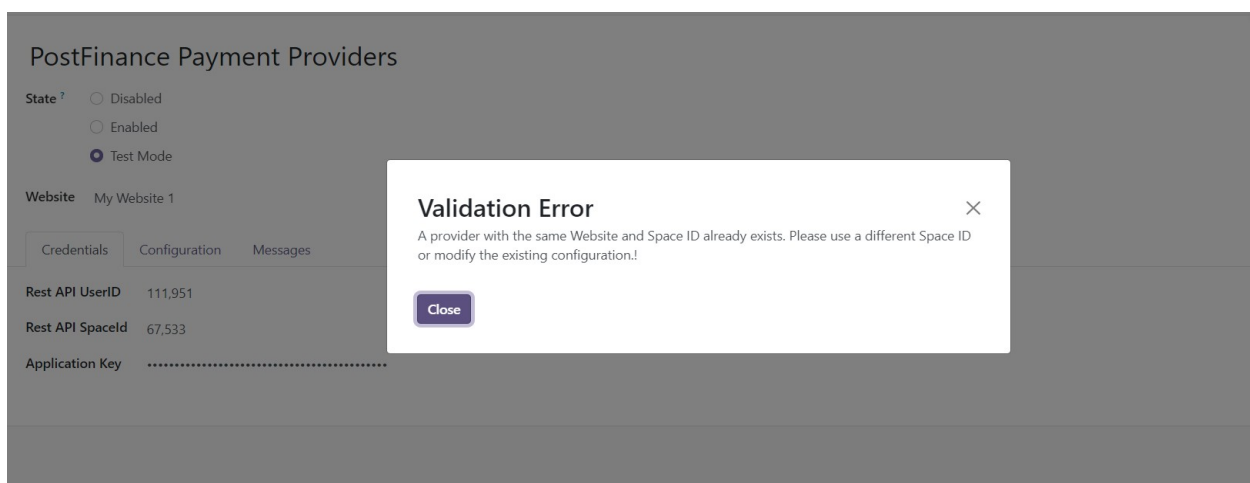 PostFinance Payment Providers
State ?
Disabled
Enabled
Test Mode
Website My Website 1
Validation Error
A provider with the same Website and Space ID already exists. Please use a different Space ID
or modify the existing configuration.!
Close
Credentials Configuration Messages
Rest API UserID 111,951
Rest API SpaceId 67,533
Application Key ••••••••••••••••••••••••••••••••••••••••••••